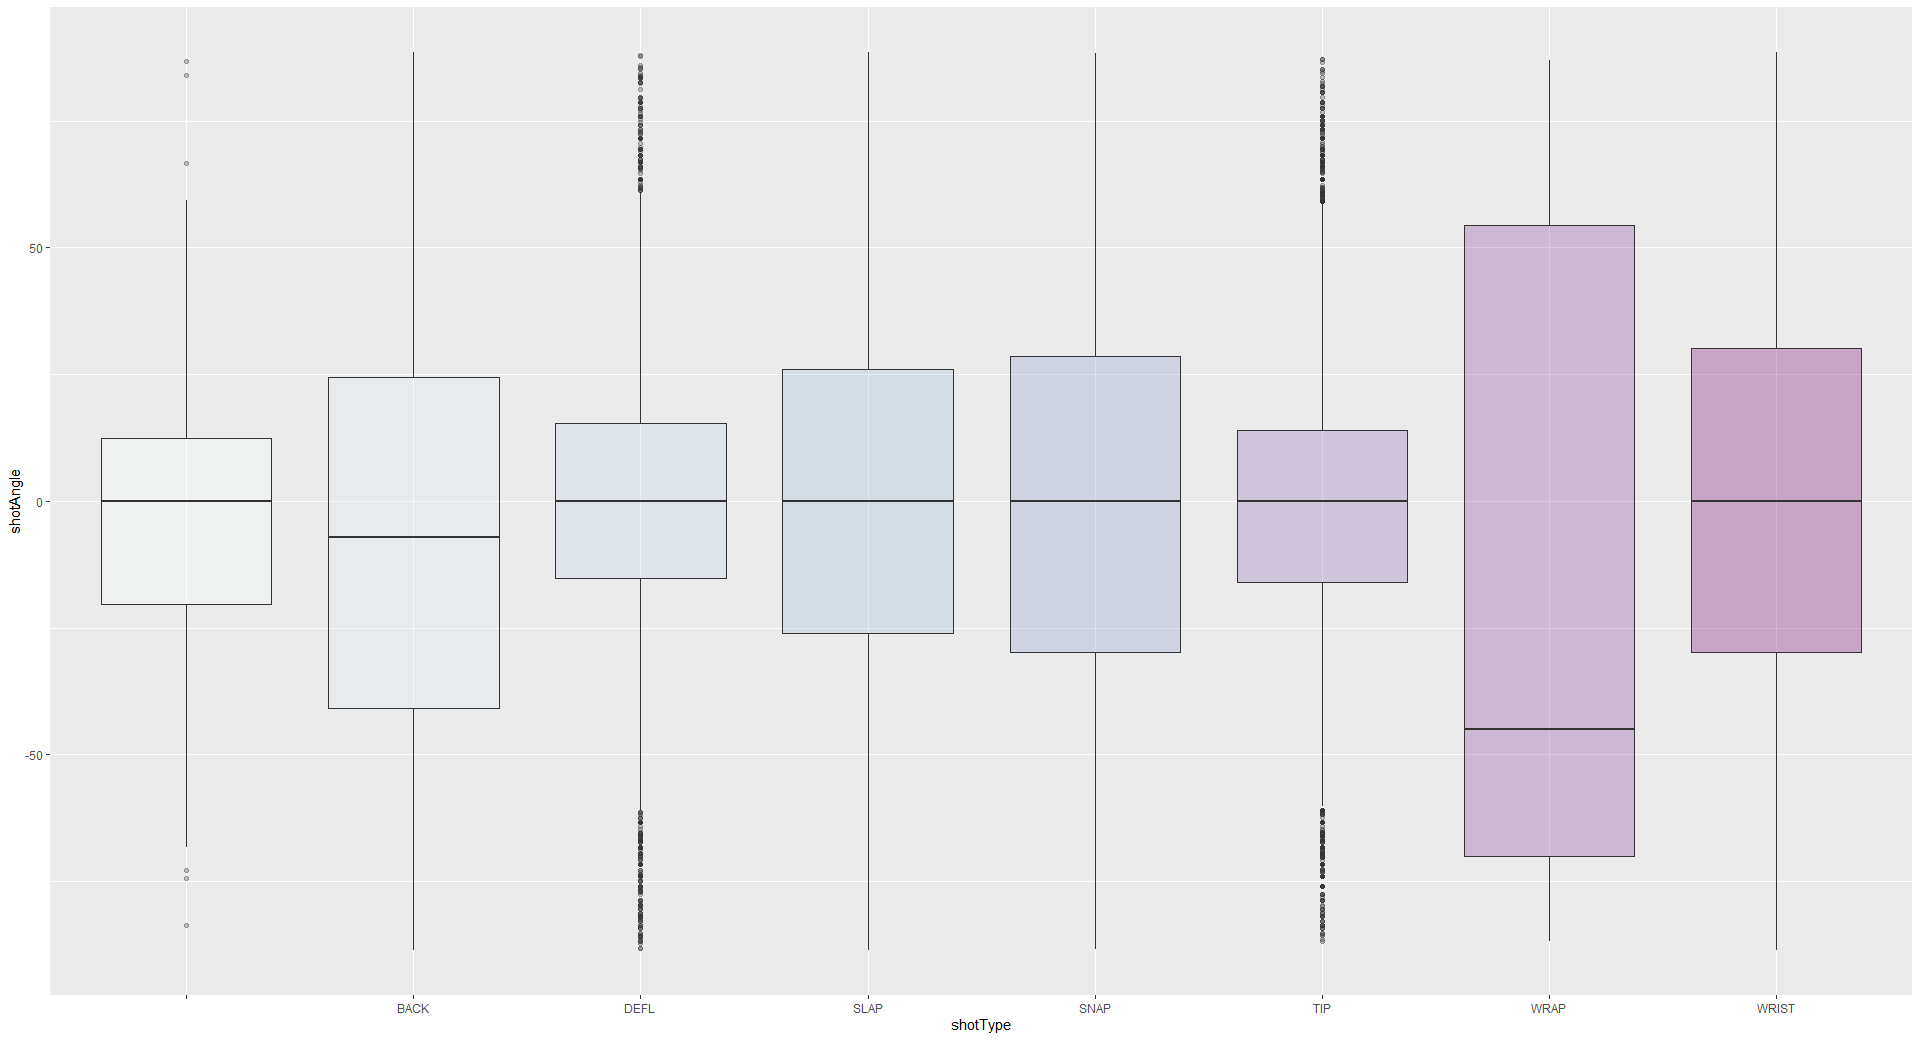 shotAngle
50
0
-50
BACK
DEFL
SLAP
SNAP
TIP
WRAP
WRIST
shotType